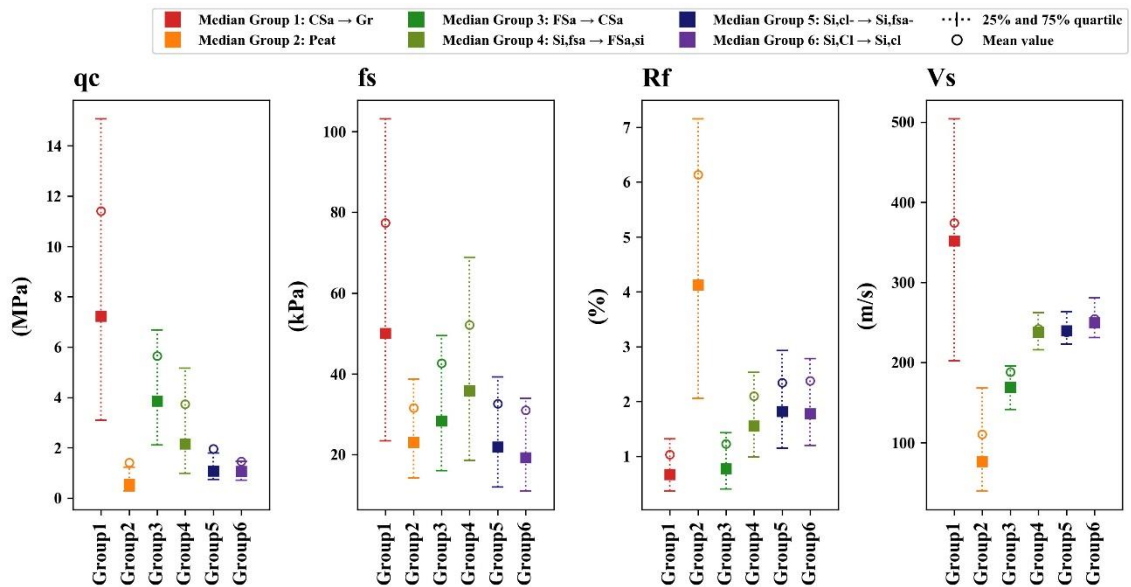 Median Group 1: CSa → Gr
Median Group 2: Peat
Median Group 3: FSa → CSa
Median Group 4: Si,fsa → FSa,si
Median Group 5: Si,cl- → Si,fsa-
Median Group 6: Si,Cl → Si,cl
25% and 75% quartile
Mean value
qc
(MPa)
14
12
10
8
6
4
2
0
Group1
Group2
Group3
Group4
Group5
Group6
fs
(kPa)
100
80
60
40
20
Group1
Group2
Group3
Group4
Group5
Group6
Rf
(%)
7
6
5
4
3
2
1
Group1
Group2
Group3
Group4
Group5
Group6
Vs
(m/s)
500
400
300
200
100
Group1
Group2
Group3
Group4
Group5
Group6